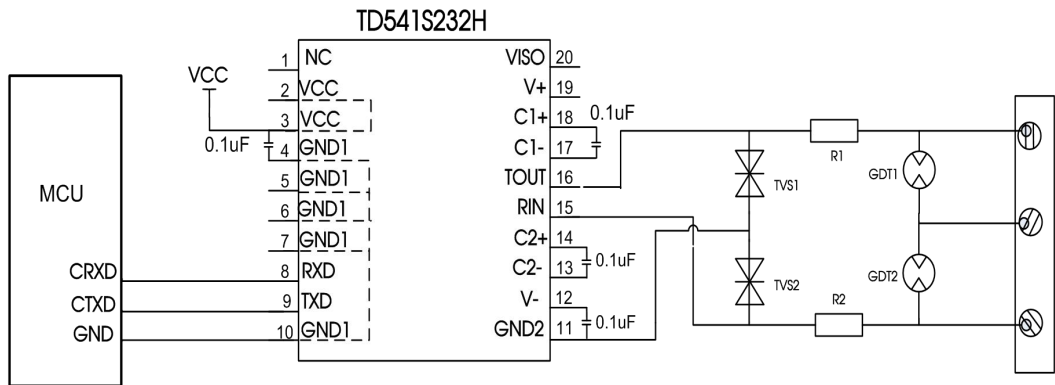 TD541S232H
MCU
CRXD
CTXD
GND
VCC
0.1uF
1 NC
2 VCC
3 VCC
4 GND1
5 GND1
6 GND1
7 GND1
8 RXD
9 TXD
10 GND1
VISO 20
V+ 19
C1+ 18
C1- 17
TOUT 16
RIN 15
C2+ 14
C2- 13
V- 12
GND2 11
0.1uF
0.1uF
0.1uF
TVS1
TVS2
R1
R2
GDT1
GDT2